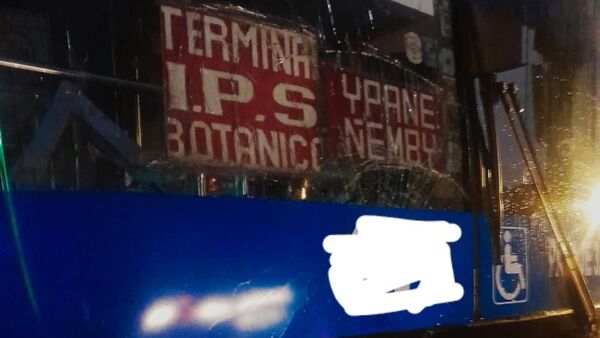 TERMINA
I.P.S
BOTANICO
YPANE
ÑEMBY